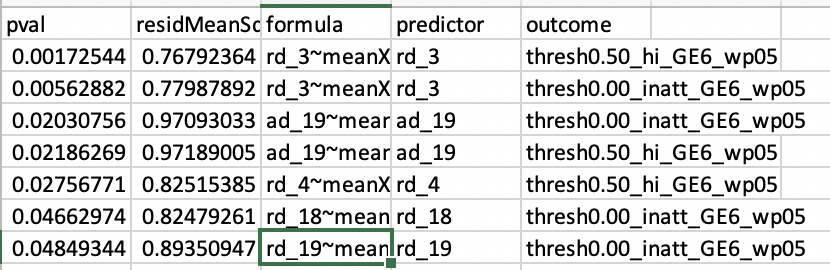 pval residMeanSq formula predictor outcome
0.00172544 0.76792364 rd_3~meanX rd_3 thresh0.50_hi_GE6_wp05
0.00562882 0.77987892 rd_3~meanX rd_3 thresh0.00_inatt_GE6_wp05
0.02030756 0.97093033 ad_19~mear ad_19 thresh0.00_inatt_GE6_wp05
0.02186269 0.97189005 ad_19~mear ad_19 thresh0.50_hi_GE6_wp05
0.02756771 0.82515385 rd_4~meanX rd_4 thresh0.50_hi_GE6_wp05
0.04662974 0.82479261 rd_18~mean rd_18 thresh0.00_inatt_GE6_wp05
0.04849344 0.89350947 rd_19~mean rd_19 thresh0.00_inatt_GE6_wp05